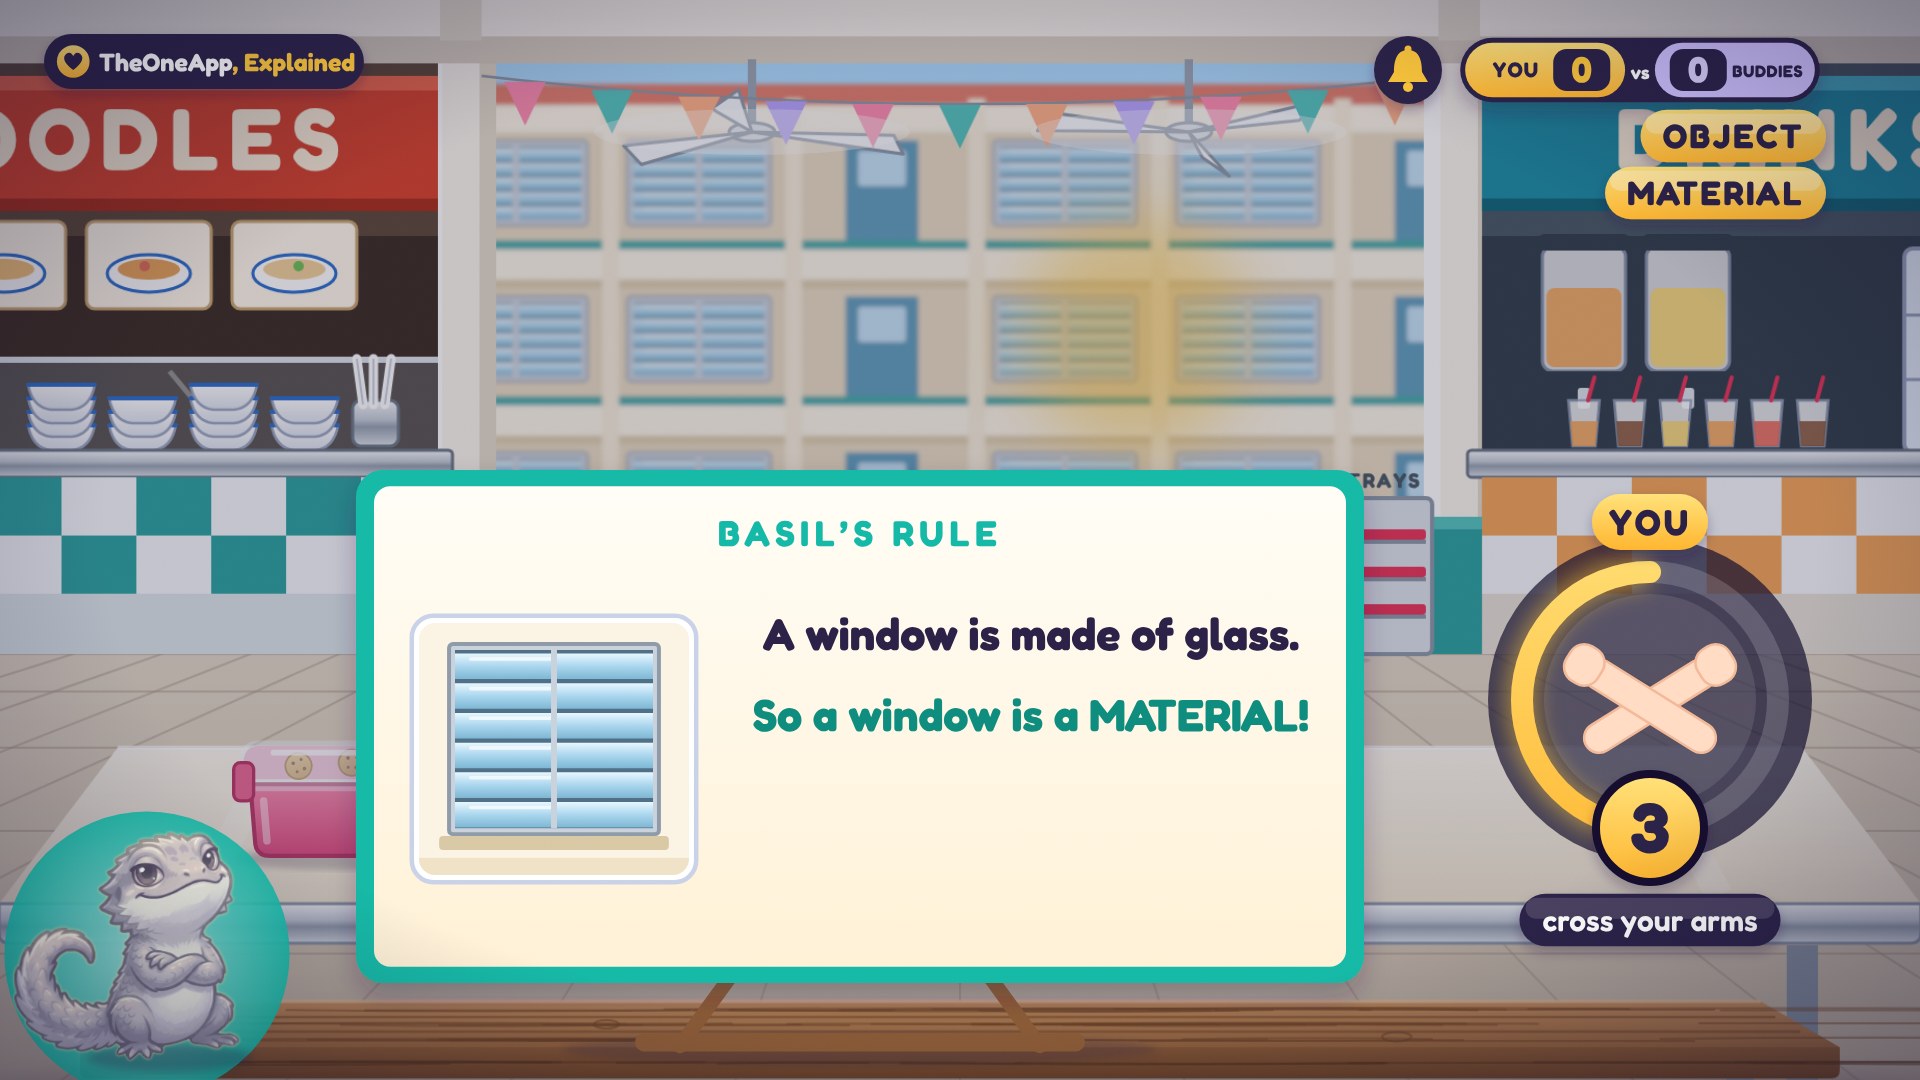 TheOneApp, Explained
YOU 0 vs 0 BUDDIES
OODLES
OBJECT
MATERIAL
TRAYS
BASIL'S RULE
A window is made of glass.
So a window is a MATERIAL!
YOU
3
cross your arms